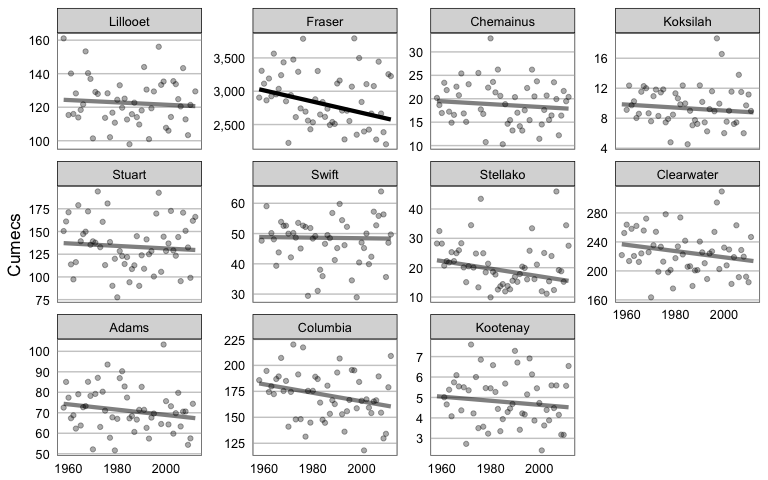 Lillooet Fraser Chemainus Koksilah
160 140 120 100
3,500 3,000 2,500
30 25 20 15 10
16 12 8 4
Stuart Swift Stellako Clearwater
175 150 125 100 75
60 50 40 30
40 30 20 10
280 240 200 160
1960 1980 2000
Cumecs
Adams Columbia Kootenay
100 90 80 70 60 50
225 200 175 150 125
7 6 5 4 3
1960 1980 2000 1960 1980 2000 1960 1980 2000